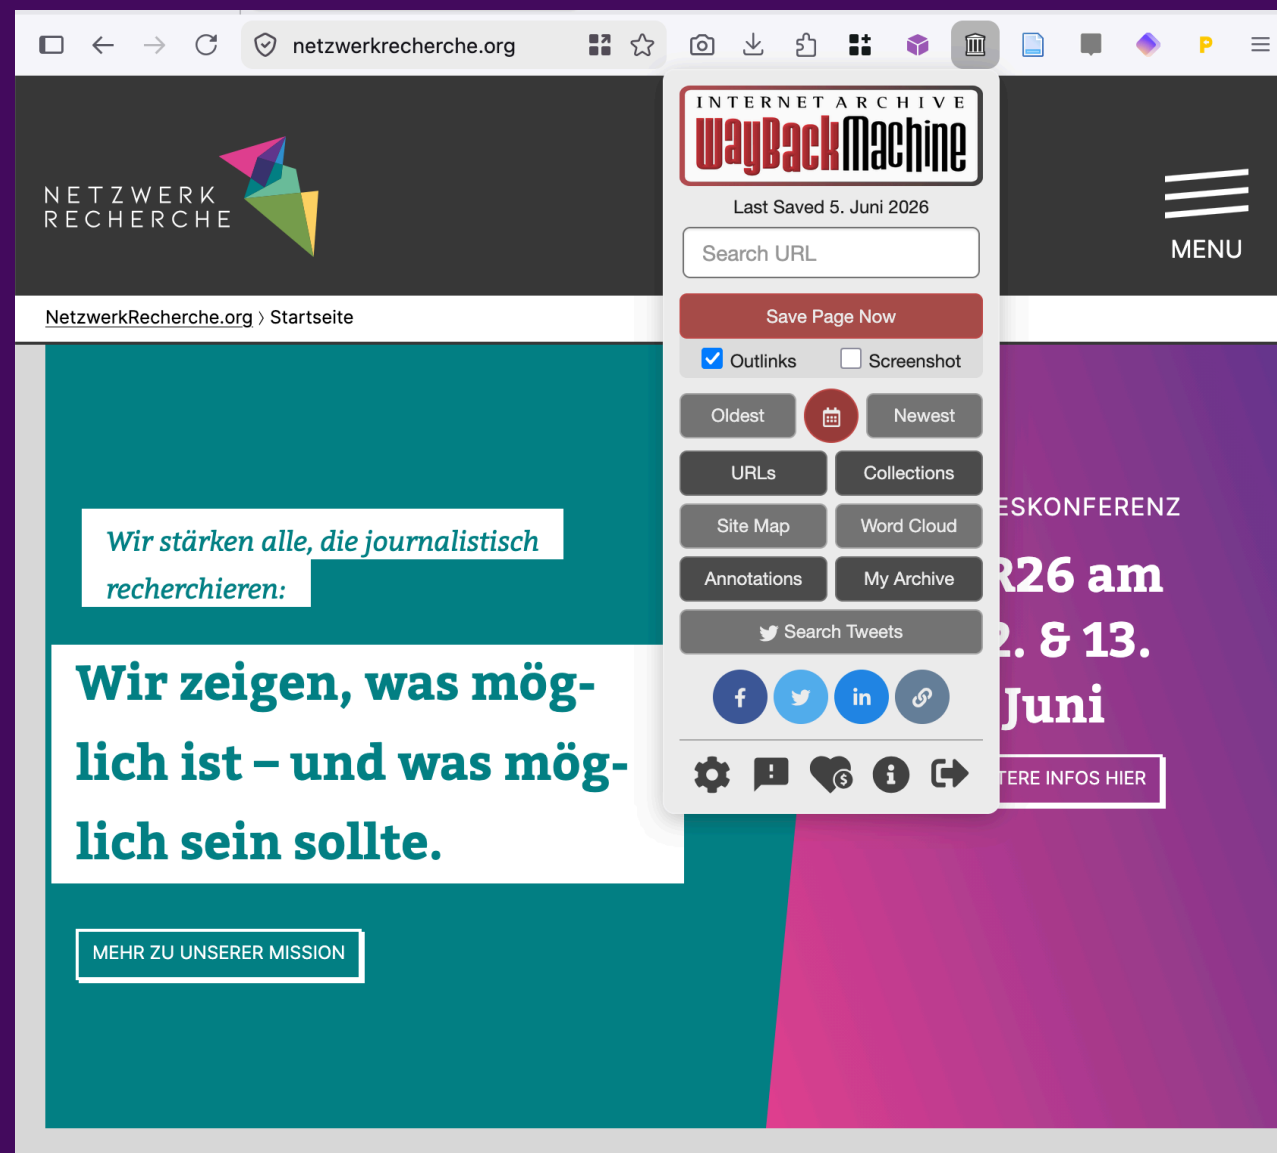 netzwerkrecherche.org
P
NETZWERK
RECHERCHE
MENU
NetzwerkRecherche.org › Startseite
INTERNET ARCHIVE
WayBackMachine
Last Saved 5. Juni 2026
Search URL
Save Page Now
Outlinks
Screenshot
Oldest
Newest
URLs
Collections
Site Map
Word Cloud
Annotations
My Archive
Search Tweets
Wir stärken alle, die journalistisch
recherchieren:
Wir zeigen, was mög-
lich ist – und was mög-
lich sein sollte.
MEHR ZU UNSERER MISSION
ESKONFERENZ
26 am
. & 13.
Juni
TERE INFOS HIER